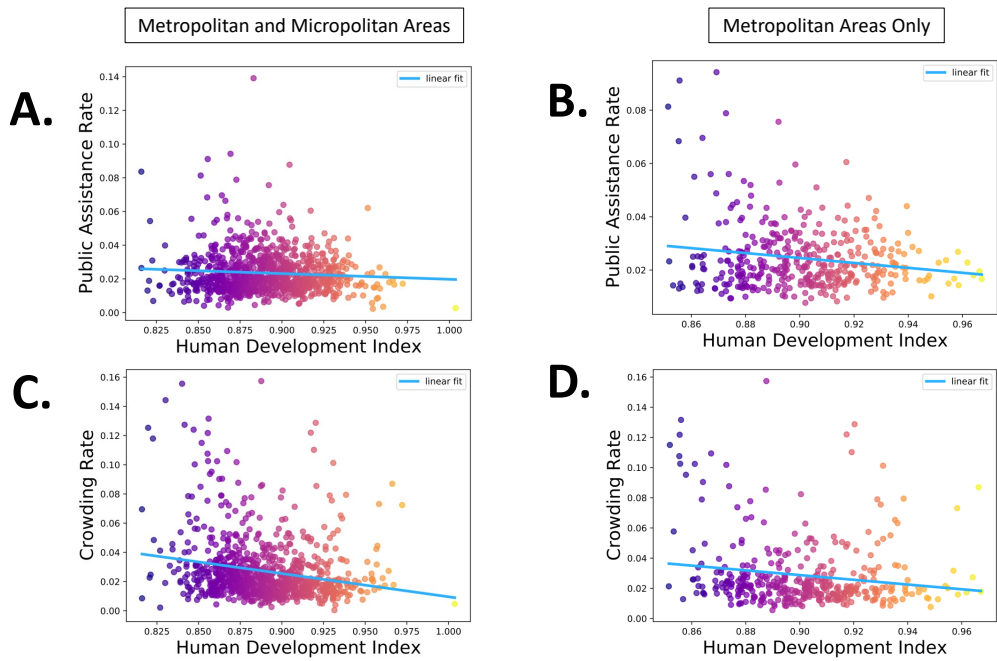 Metropolitan and Micropolitan Areas
Metropolitan Areas Only
A.
Public Assistance Rate
0.14
0.12
0.10
0.08
0.06
0.04
0.02
0.00
linear fit
0.825 0.850 0.875 0.900 0.925 0.950 0.975 1.000
Human Development Index
B.
Public Assistance Rate
0.08
0.06
0.04
0.02
linear fit
0.86 0.88 0.90 0.92 0.94 0.96
Human Development Index
C.
Crowding Rate
0.16
0.14
0.12
0.10
0.08
0.06
0.04
0.02
0.00
linear fit
0.825 0.850 0.875 0.900 0.925 0.950 0.975 1.000
Human Development Index
D.
Crowding Rate
0.16
0.14
0.12
0.10
0.08
0.06
0.04
0.02
0.00
linear fit
0.86 0.88 0.90 0.92 0.94 0.96
Human Development Index